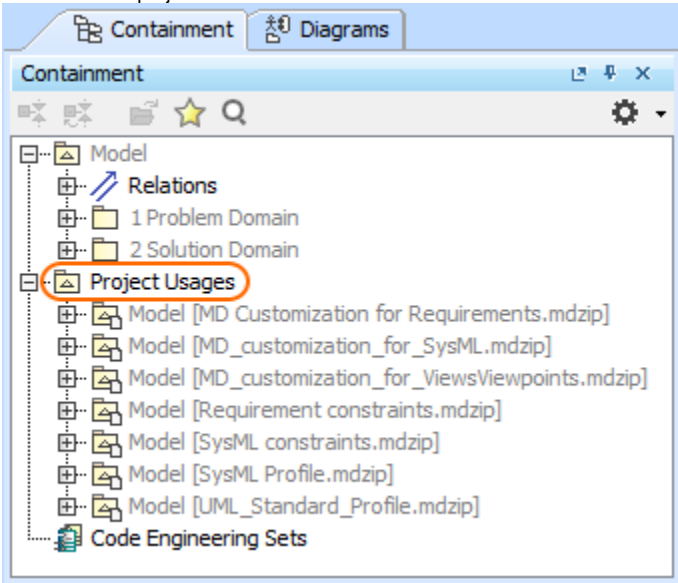 Containment Diagrams
Containment
Model
Relations
1 Problem Domain
2 Solution Domain
Project Usages
Model [MD Customization for Requirements.mdzip]
Model [MD_customization_for_SysML.mdzip]
Model [MD_customization_for_ViewsViewpoints.mdzip]
Model [Requirement constraints.mdzip]
Model [SysML constraints.mdzip]
Model [SysML Profile.mdzip]
Model [UML_Standard_Profile.mdzip]
Code Engineering Sets